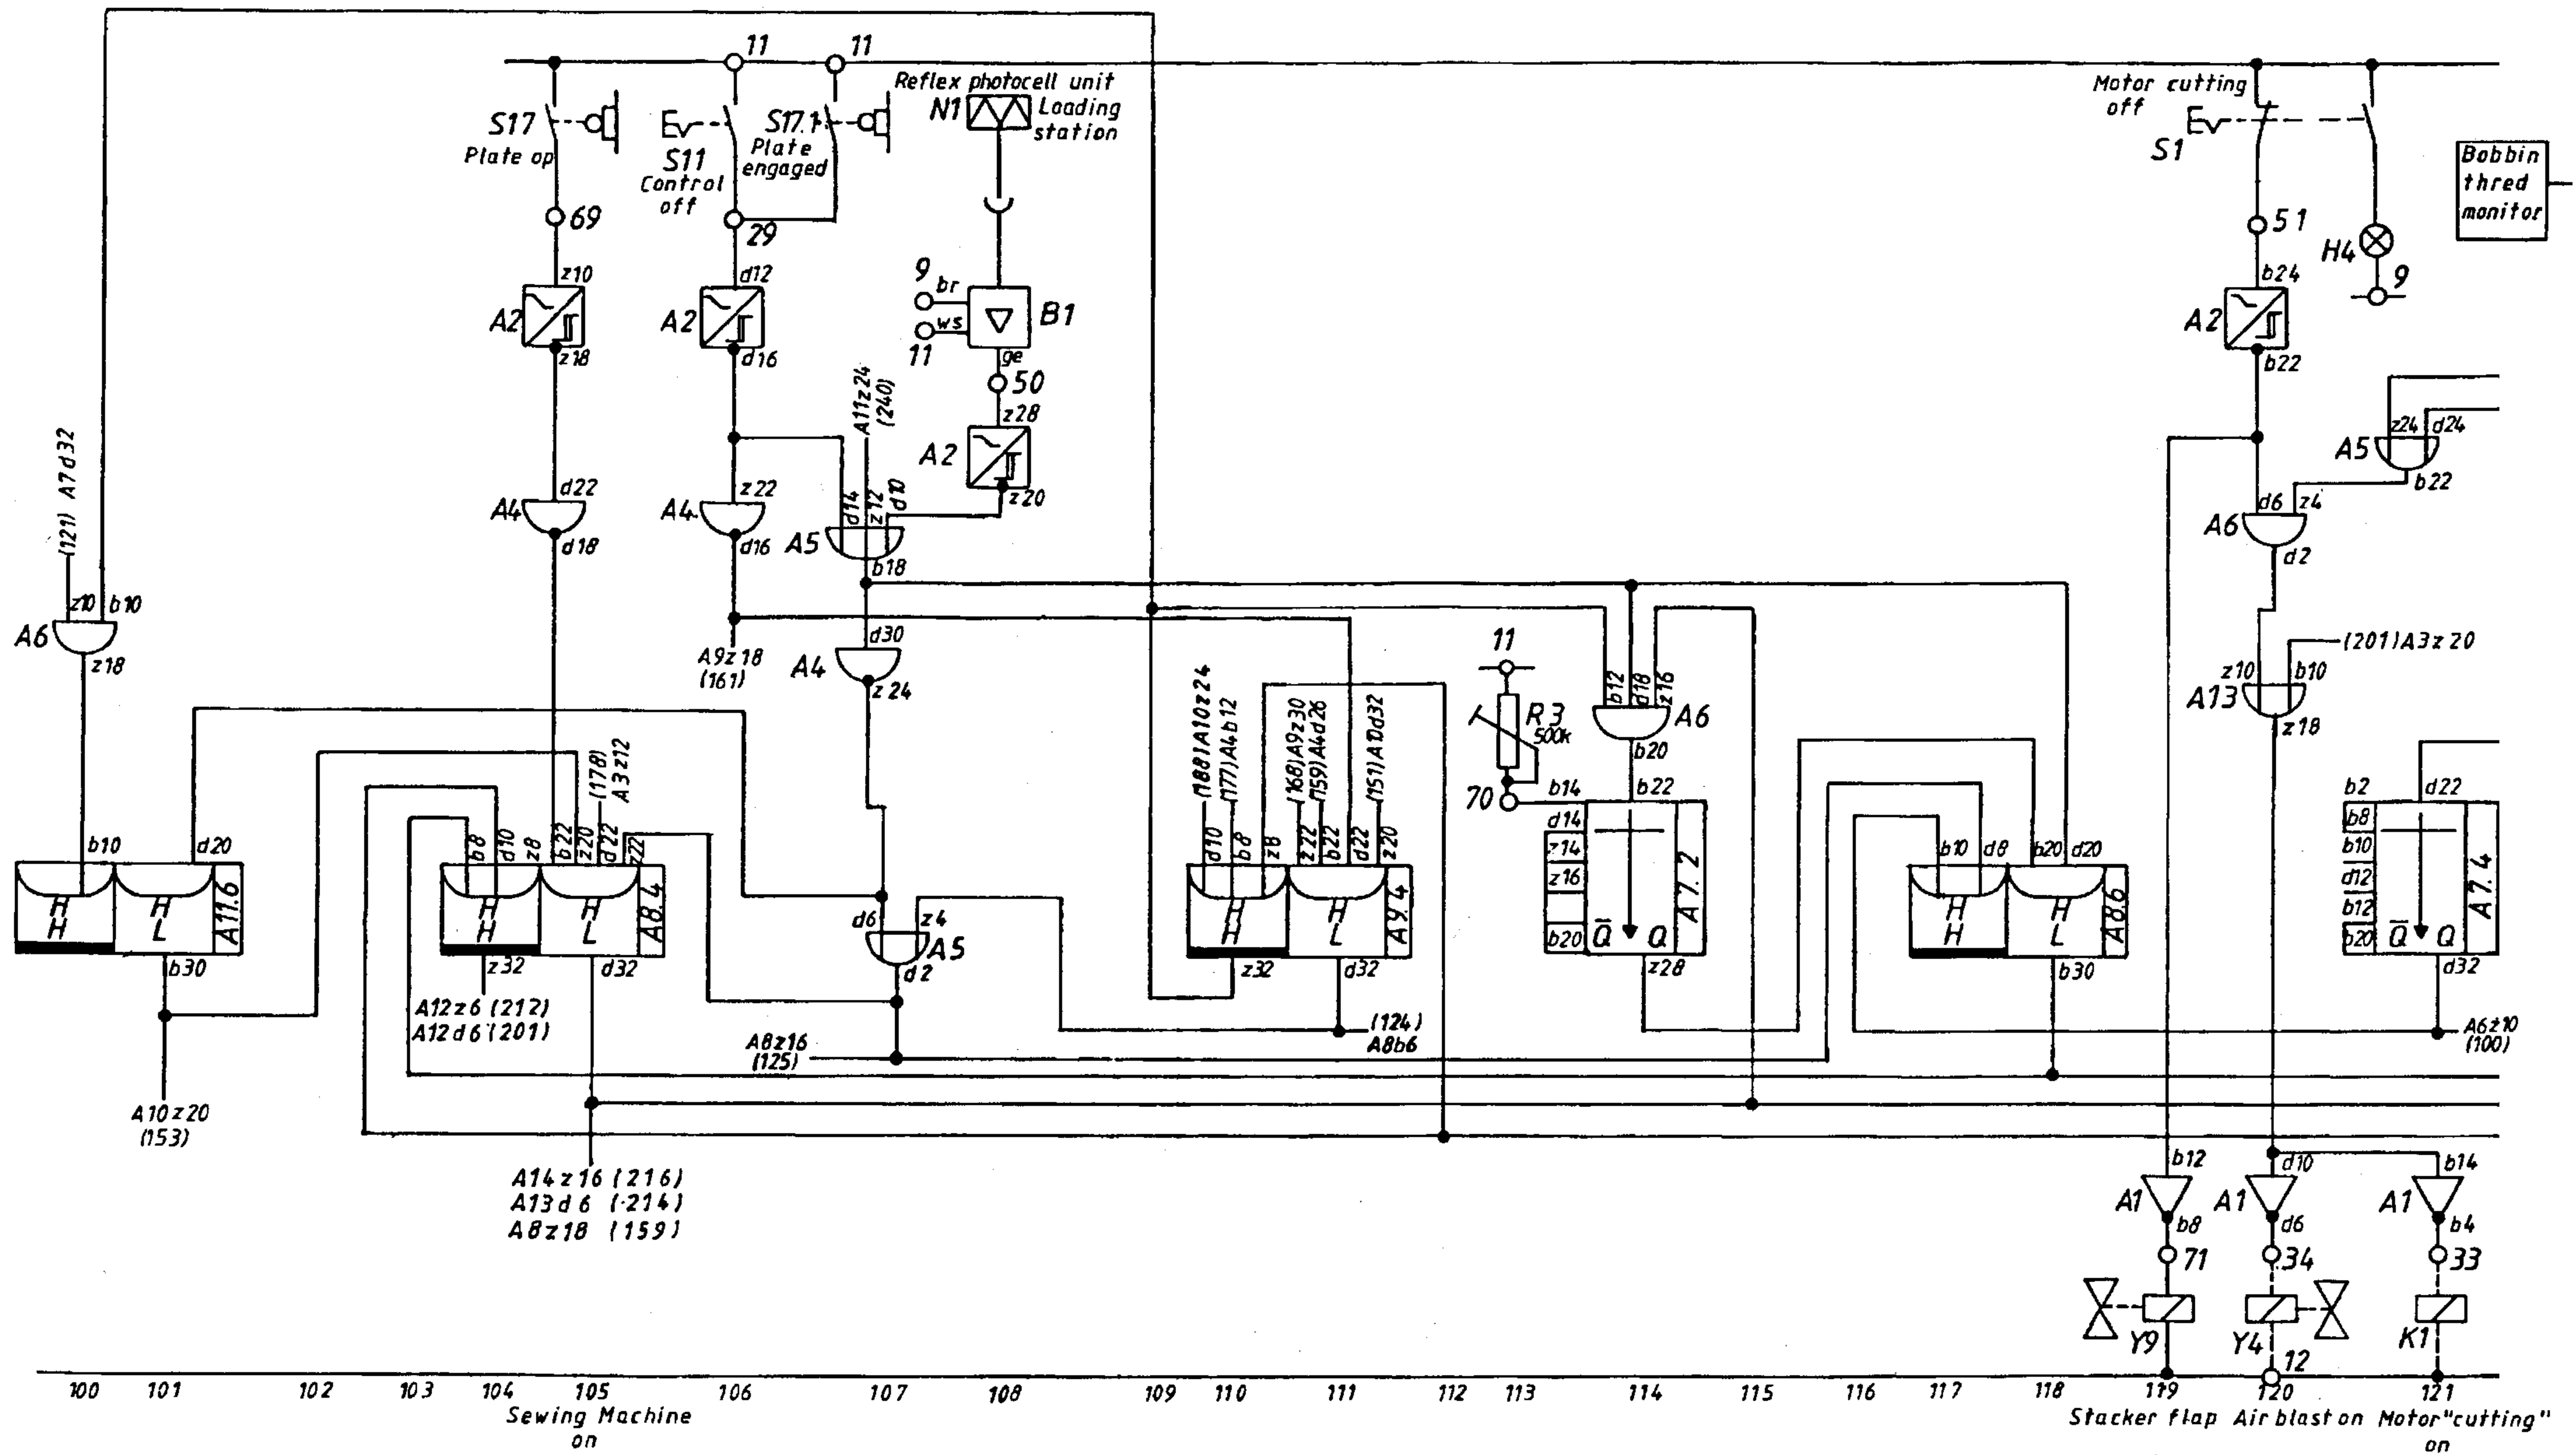 11
11
Reflex photocell unit
N1
Loading
station
Motor cutting
off
S17
Plate op
S11
Control
off
S17.1
Plate
engaged
S1
Bobbin
thred
monitor
69
29
51
H4
9
z10
d12
9
br
B1
b24
A2
A2
11
ws
A2
z18
d16
ge
50
b22
(121) A7d32
A11z24
(240)
z28
A2
z20
z24
d24
A5
b22
d22
z22
d14
z12
d10
d6
z4
A4
A4
A5
A6
d18
d16
b18
d2
z10
b10
A6
z18
A9z18
(161)
d30
A4
z24
11
R3
500k
70
b12
d18
z16
A6
b20
(201)A3z20
z10
b10
A13
z18
(178)
A3z12
(188)A10z24
(177)A4b12
(168)A9z30
(159)A4d26
(151)A10d32
b10
d20
b8
d10
z8
b22
z20
d22
z22
d10
b8
z8
z22
b22
d22
z20
b14
b22
d14
z14
z16
b20
b10
d8
b20
d20
b2
d22
b8
b10
d12
b12
b20
H
H
H
L
A11.6
H
H
H
L
A8.4
d6
z4
A5
d2
H
H
H
L
A9.4
Q̅
Q
A7.2
H
H
H
L
A8.6
Q̅
Q
A7.4
b30
z32
d32
z32
d32
z28
b30
d32
A12z6 (212)
A12d6 (201)
A8z16
(125)
(124)
A8b6
A6z10
(100)
A10z20
(153)
A14z16 (216)
A13d6 (214)
A8z18 (159)
b12
d10
b14
A1
A1
A1
b8
d6
b4
71
34
33
Y9
Y4
K1
12
100
101
102
103
104
105
106
107
108
109
110
111
112
113
114
115
116
117
118
119
120
121
Sewing Machine
on
Stacker flap
Air blast on
Motor"cutting"
on